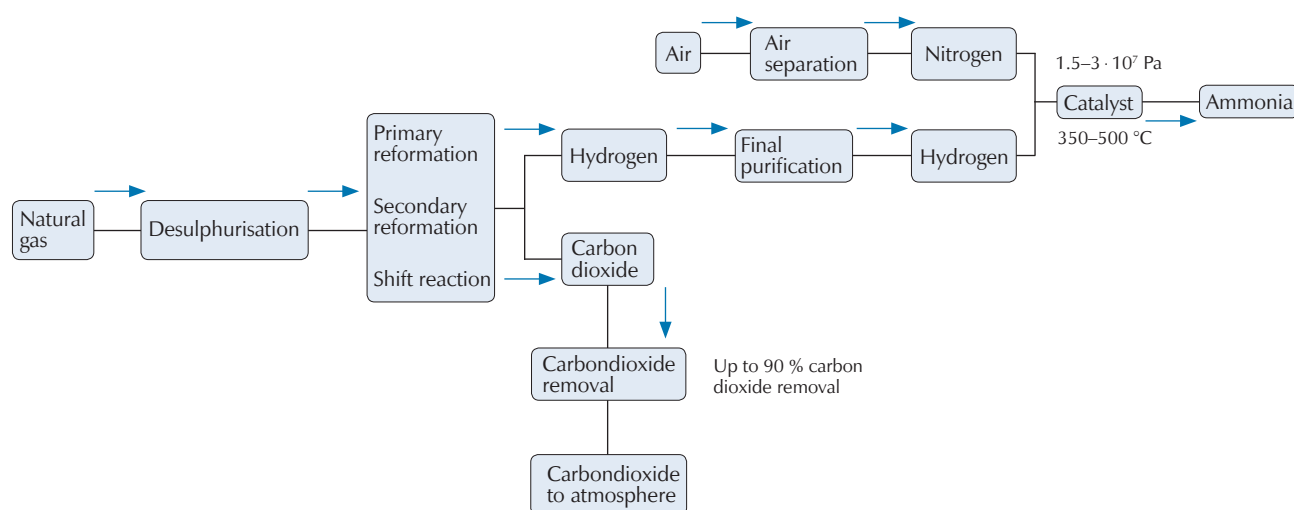 Air
Air
separation
Nitrogen
1.5–3 · 10⁷ Pa
Catalyst
350–500 °C
Ammonia
Primary
reformation
Secondary
reformation
Shift reaction
Hydrogen
Final
purification
Hydrogen
Natural
gas
Desulphurisation
Carbon
dioxide
Carbondioxide
removal
Up to 90 % carbon
dioxide removal
Carbondioxide
to atmosphere